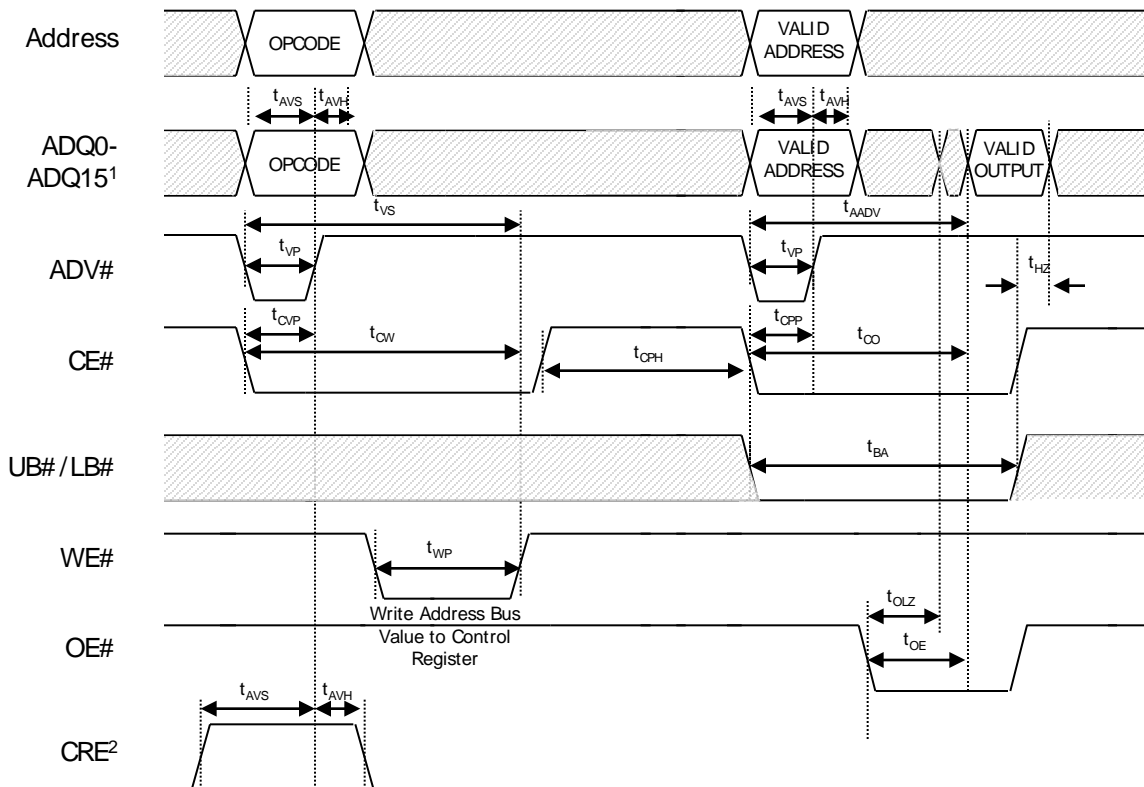 Address
OPCODE
VALID
ADDRESS
tAVS
tAVH
tAVS
tAVH
ADQ0-
ADQ15¹
OPCODE
VALID
ADDRESS
VALID
OUTPUT
tVS
tAADV
ADV#
tVP
tVP
tHZ
CE#
tCVP
tCW
tCPH
tCPP
tCO
UB# / LB#
tBA
WE#
tWP
Write Address Bus
Value to Control
Register
OE#
tOLZ
tOE
tAVS
tAVH
CRE²